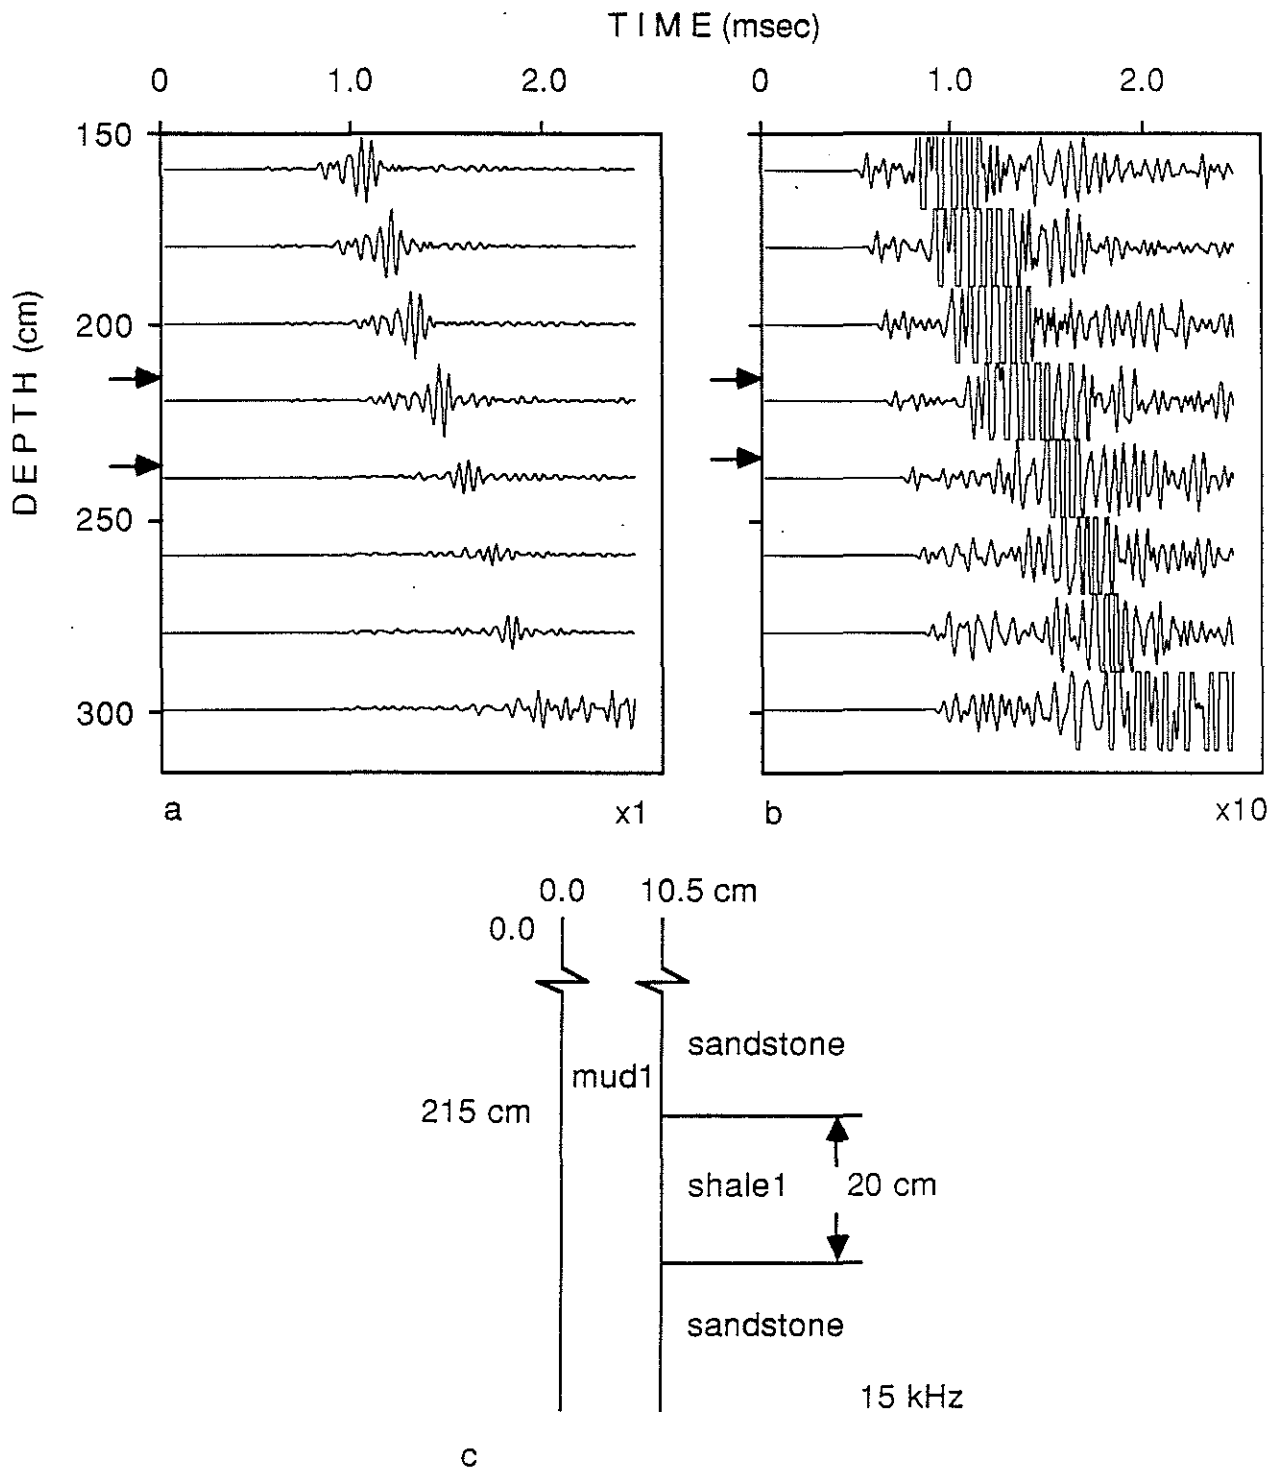 TIME (msec)
0 1.0 2.0 0 1.0 2.0
150
200
250
300
DEPTH (cm)
a x1 b x10
0.0 10.5 cm
0.0
sandstone
mud1
215 cm
shale1 20 cm
sandstone
15 kHz
c